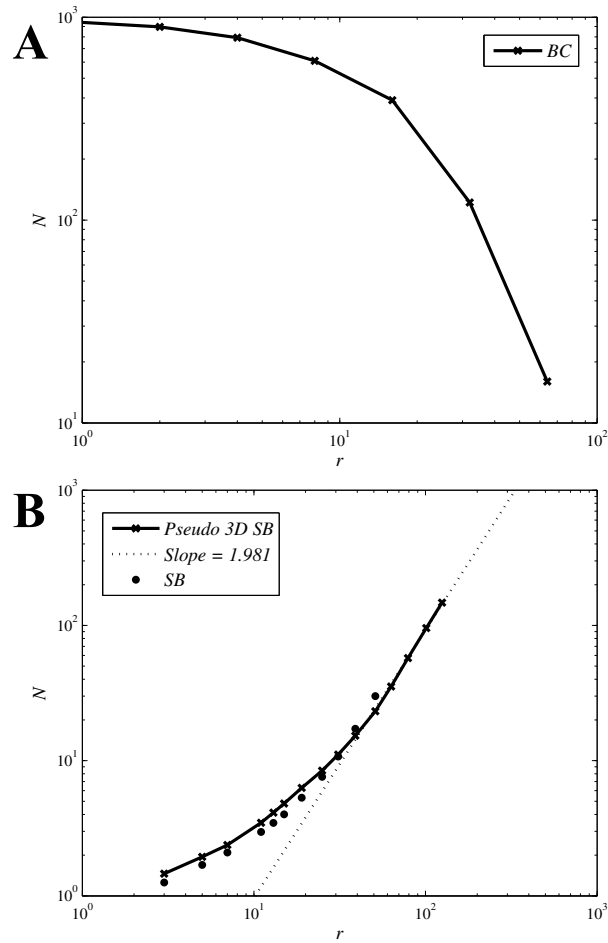 A
10³
10²
10¹
N
BC
10⁰
10¹
10²
r
B
10³
10²
10¹
10⁰
N
Pseudo 3D SB
Slope = 1.981
SB
10⁰
10¹
10²
10³
r